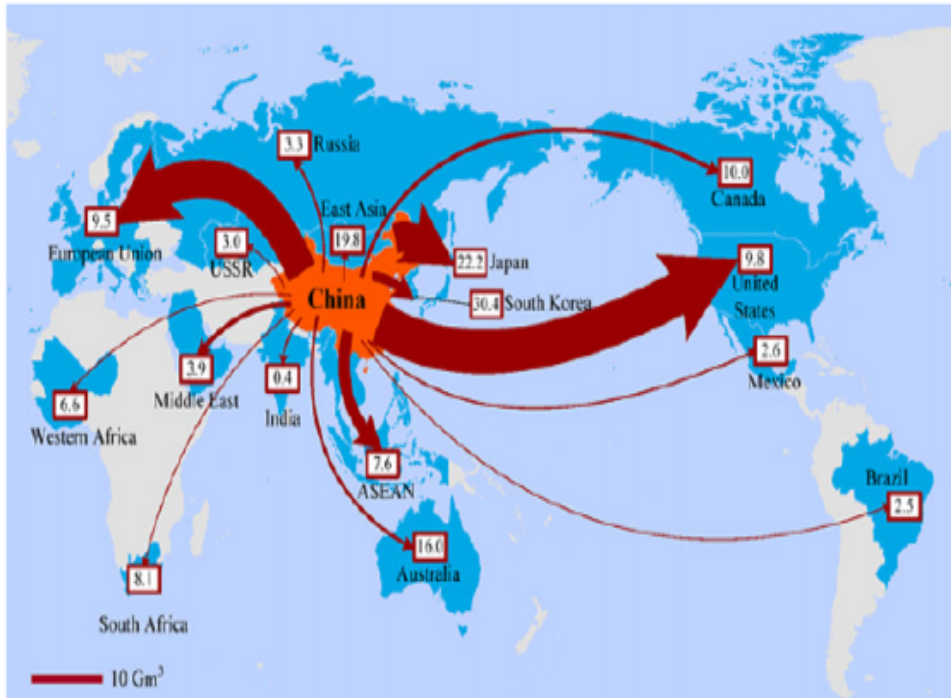 3.3 Russia
10.0
Canada
East Asia
19.8
9.5
European Union
3.0
USSR
22.2 Japan
9.8
United
States
China
30.4 South Korea
2.6
Mexico
3.9
Middle East
0.4
India
6.6
Western Africa
7.6
ASEAN
Brazil
2.5
16.0
Australia
8.1
South Africa
10 Gm³